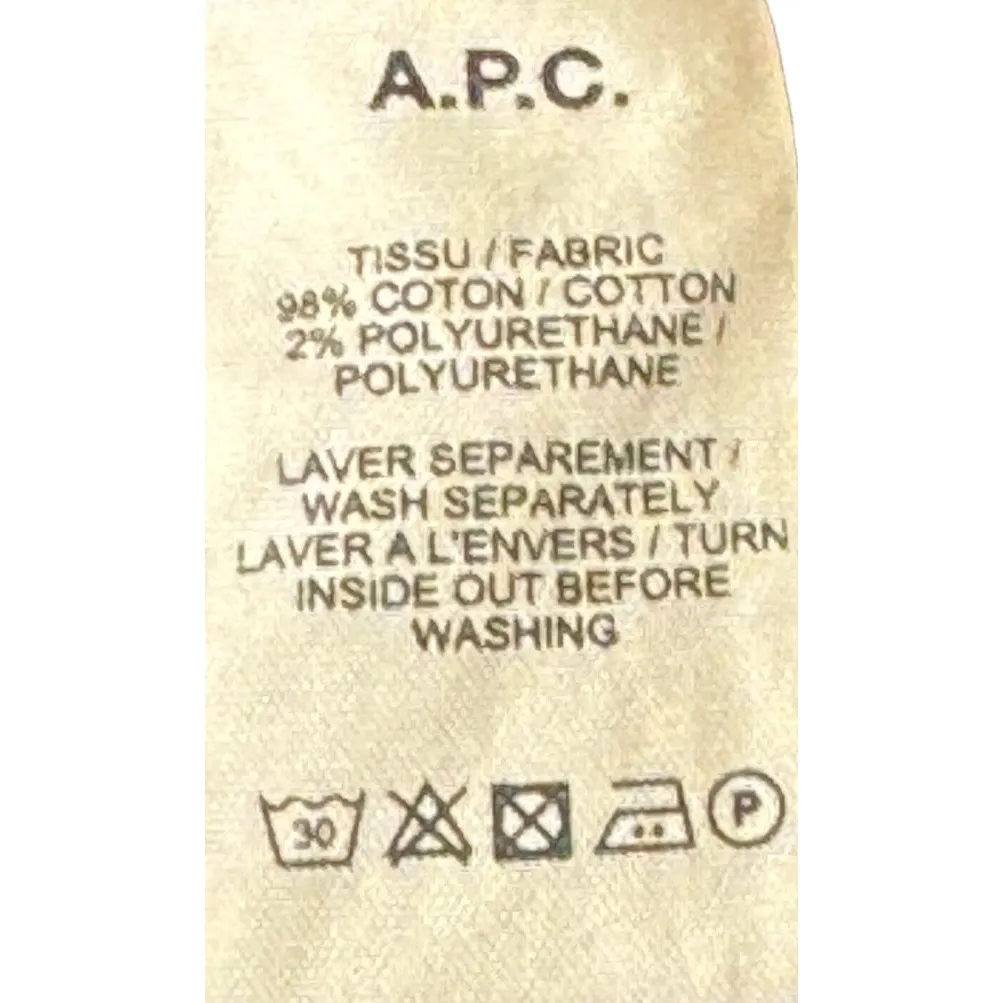 A.P.C.
TISSU / FABRIC
98% COTON / COTTON
2% POLYURETHANE /
POLYURETHANE
LAVER SEPAREMENT /
WASH SEPARATELY
LAVER A L'ENVERS / TURN
INSIDE OUT BEFORE
WASHING
30 P